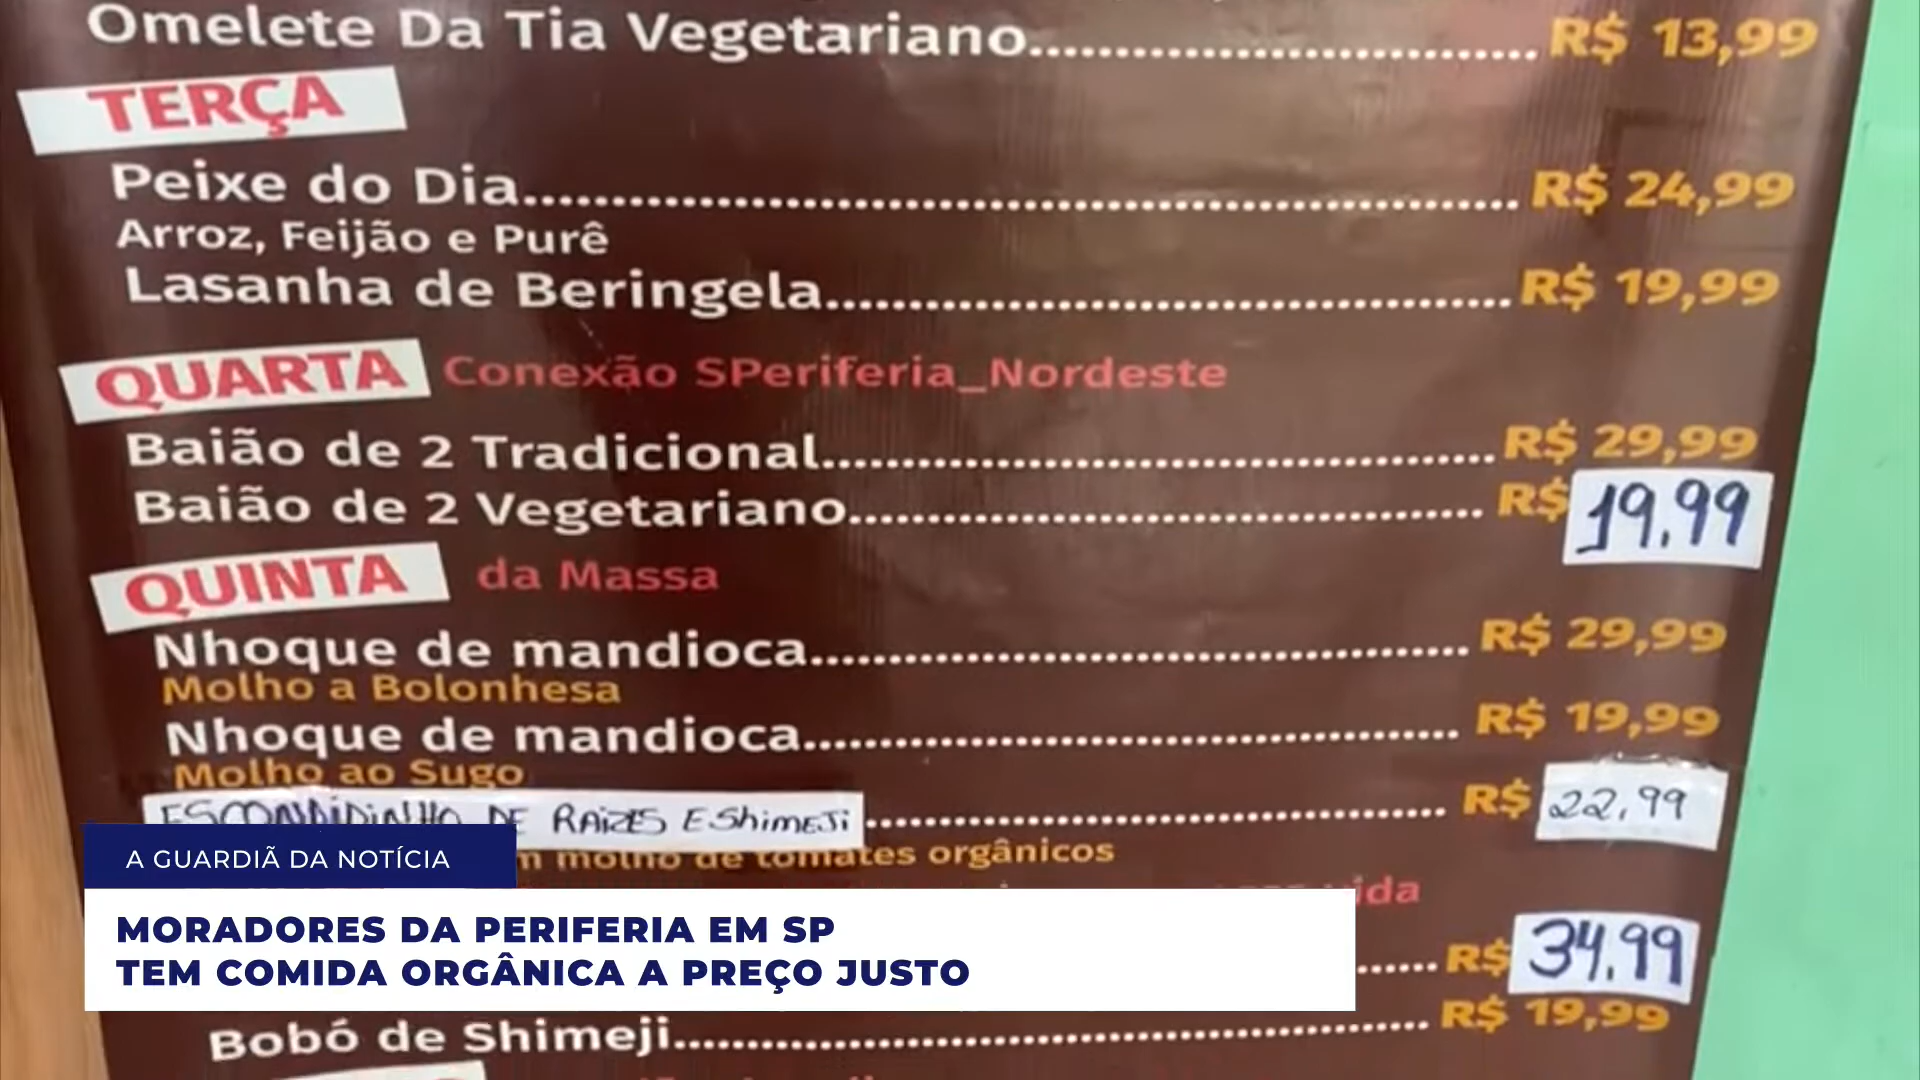 Omelete Da Tia Vegetariano.......... R$ 13,99
TERÇA
Peixe do Dia.......... R$ 24,99
Arroz, Feijão e Purê
Lasanha de Beringela.......... R$ 19,99
QUARTA Conexão SPeriferia_Nordeste
Baião de 2 Tradicional.......... R$ 29,99
Baião de 2 Vegetariano.......... R$ 19.99
QUINTA da Massa
Nhoque de mandioca.......... R$ 29,99
Molho a Bolonhesa
Nhoque de mandioca.......... R$ 19,99
Molho ao Sugo
ESCONDIDINHO DE RAIZES E ShimeJi.......... R$ 22,99
molho de tomates orgânicos
A GUARDIÃ DA NOTÍCIA
MORADORES DA PERIFERIA EM SP
TEM COMIDA ORGÂNICA A PREÇO JUSTO
R$ 34.99
Bobó de Shimeji.......... R$ 19,99